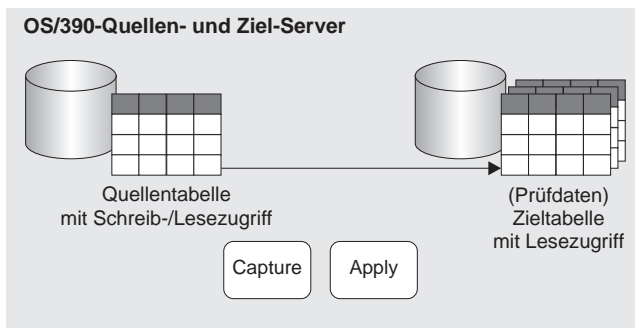 OS/390-Quellen- und Ziel-Server
Quellentabelle
mit Schreib-/Lesezugriff
(Prüfdaten)
Zieltabelle
mit Lesezugriff
Capture
Apply